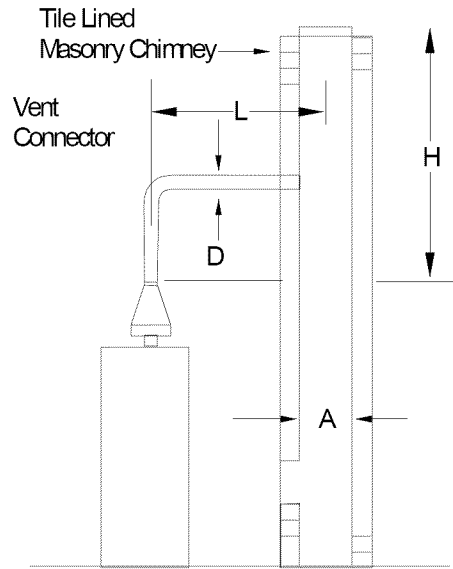 Tile Lined
Masonry Chimney
L
Vent
Connector
H
D
A